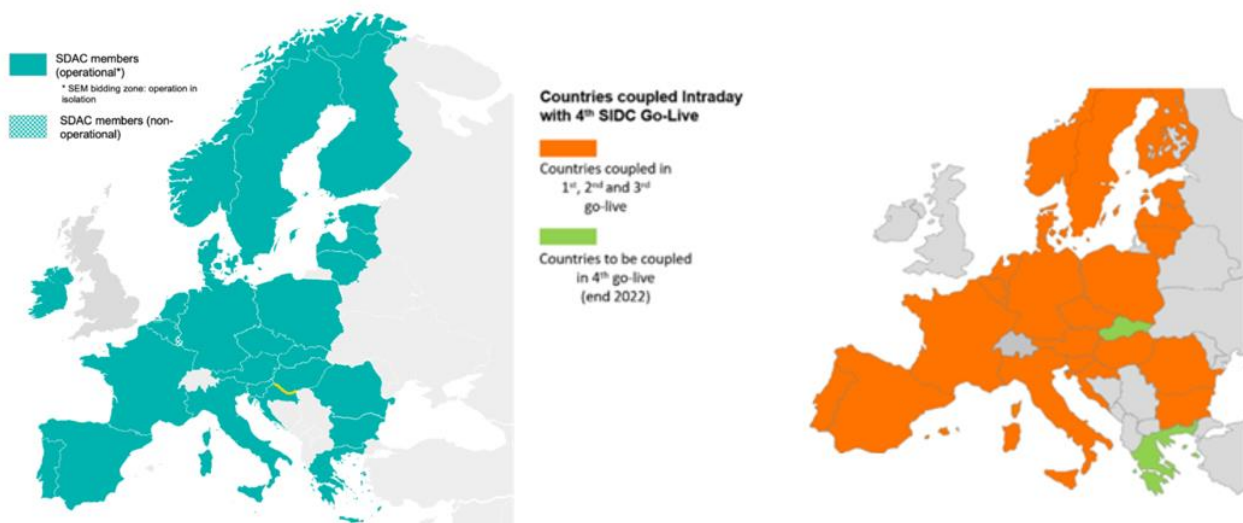 SDAC members
(operational*)
* SEM bidding zone: operation in
isolation
SDAC members (non-
operational)
Countries coupled Intraday
with 4th SIDC Go-Live
Countries coupled in
1st, 2nd and 3rd
go-live
Countries to be coupled
in 4th go-live
(end 2022)